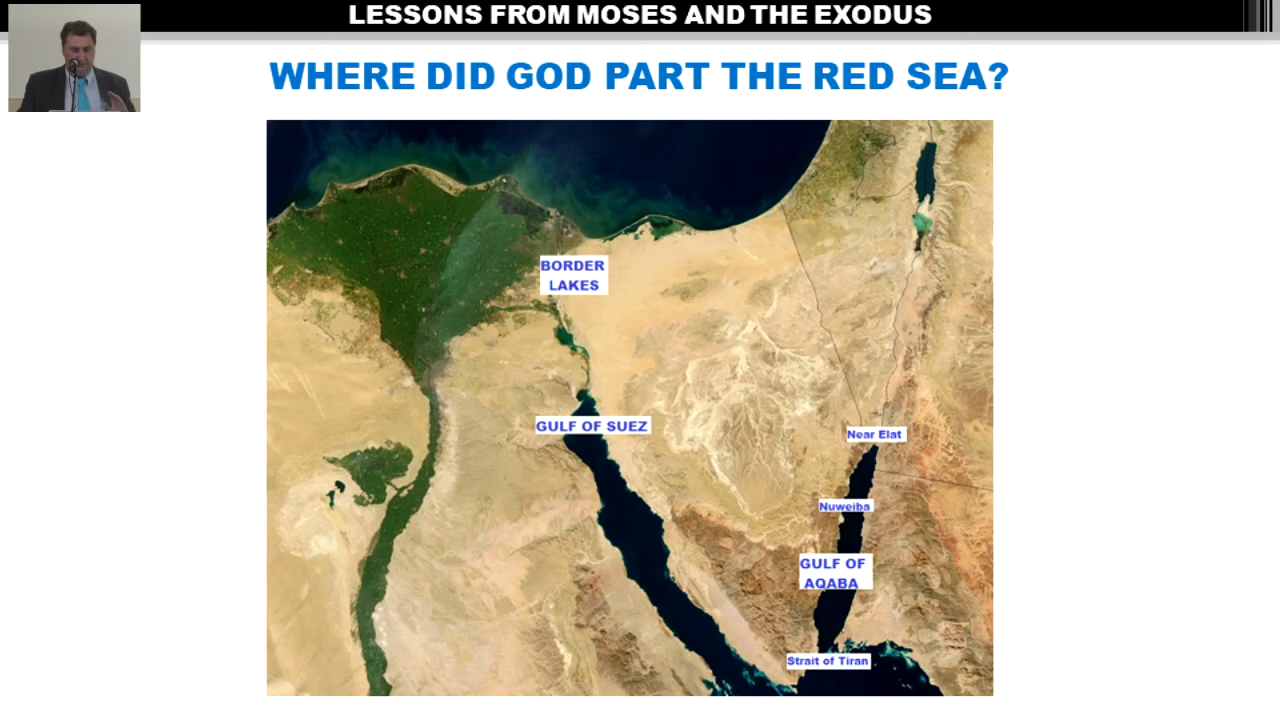 LESSONS FROM MOSES AND THE EXODUS
WHERE DID GOD PART THE RED SEA?
BORDER
LAKES
GULF OF SUEZ
Near Elat
Nuweiba
GULF OF
AQABA
Strait of Tiran